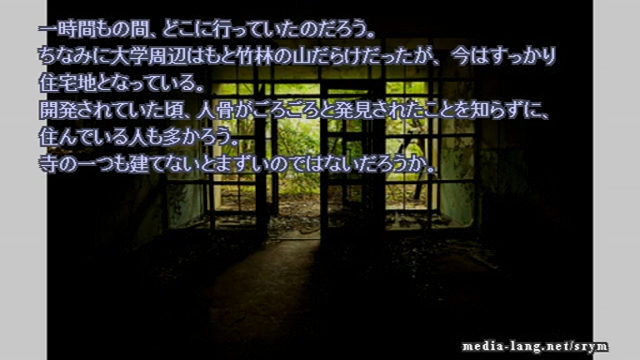 一時間もの間、どこに行っていたのだろう。
ちなみに大学周辺はもと竹林の山だらけだったが、今はすっかり
住宅地となっている。
開発されていた頃、人骨がごろごろと発見されたことを知らずに、
住んでいる人も多かろう。
寺の一つも建てないとまずいのではないだろうか。
media-lang.net/srym